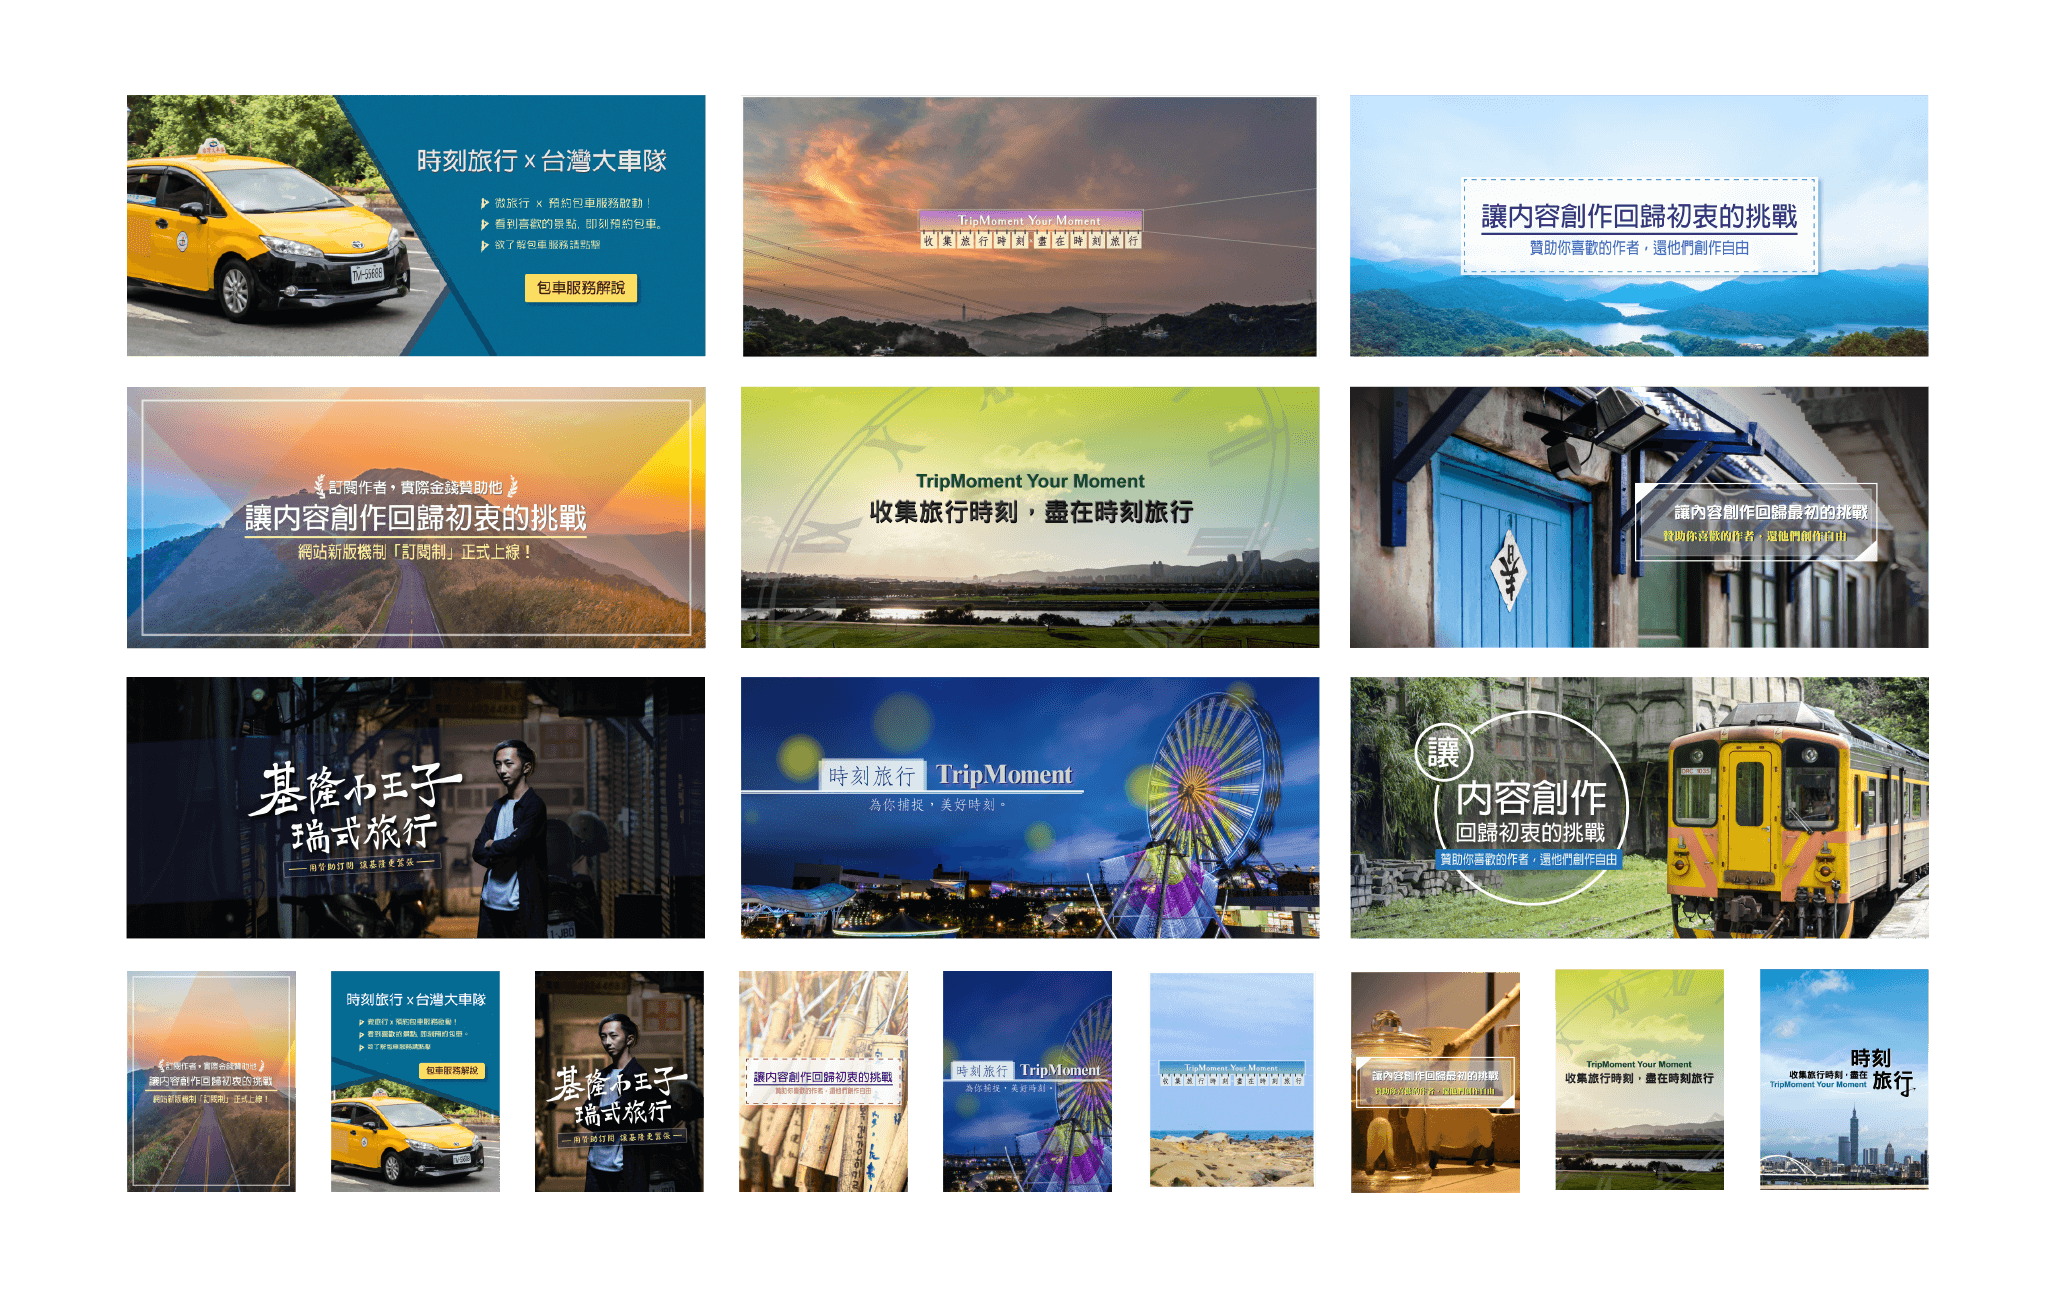 時刻旅行 x 台灣大車隊
微旅行 x 預約包車服務啟動！
看到喜歡的景點, 即刻預約包車。
欲了解包車服務請點擊
包車服務解說
TripMoment Your Moment
收集旅行時刻,盡在時刻旅行
讓內容創作回歸初衷的挑戰
贊助你喜歡的作者，還他們創作自由
訂閱作者，實際金錢贊助他
讓內容創作回歸初衷的挑戰
網站新版機制「訂閱制」正式上線！
TripMoment Your Moment
收集旅行時刻，盡在時刻旅行
讓內容創作回歸最初的挑戰
贊助你喜歡的作者，還他們創作自由
基隆小王子
瑞式旅行
用贊助訂閱 讓基隆更囂張
時刻旅行 TripMoment
為你捕捉，美好時刻。
讓
內容創作
回歸初衷的挑戰
贊助你喜歡的作者，還他們創作自由
訂閱作者，實際金錢贊助他
讓內容創作回歸初衷的挑戰
網站新版機制「訂閱制」正式上線！
時刻旅行 x 台灣大車隊
微旅行 x 預約包車服務啟動！
看到喜歡的景點, 即刻預約包車。
欲了解包車服務請點擊
包車服務解說
基隆小王子
瑞式旅行
用贊助訂閱 讓基隆更囂張
讓內容創作回歸初衷的挑戰
贊助你喜歡的作者，還他們創作自由
時刻旅行 TripMoment
為你捕捉，美好時刻。
TripMoment Your Moment
收集旅行時刻盡在時刻旅行
讓內容創作回歸最初的挑戰
贊助你喜歡的作者，還他們創作自由
TripMoment Your Moment
收集旅行時刻，盡在時刻旅行
時刻
收集旅行時刻，盡在
TripMoment Your Moment
旅行